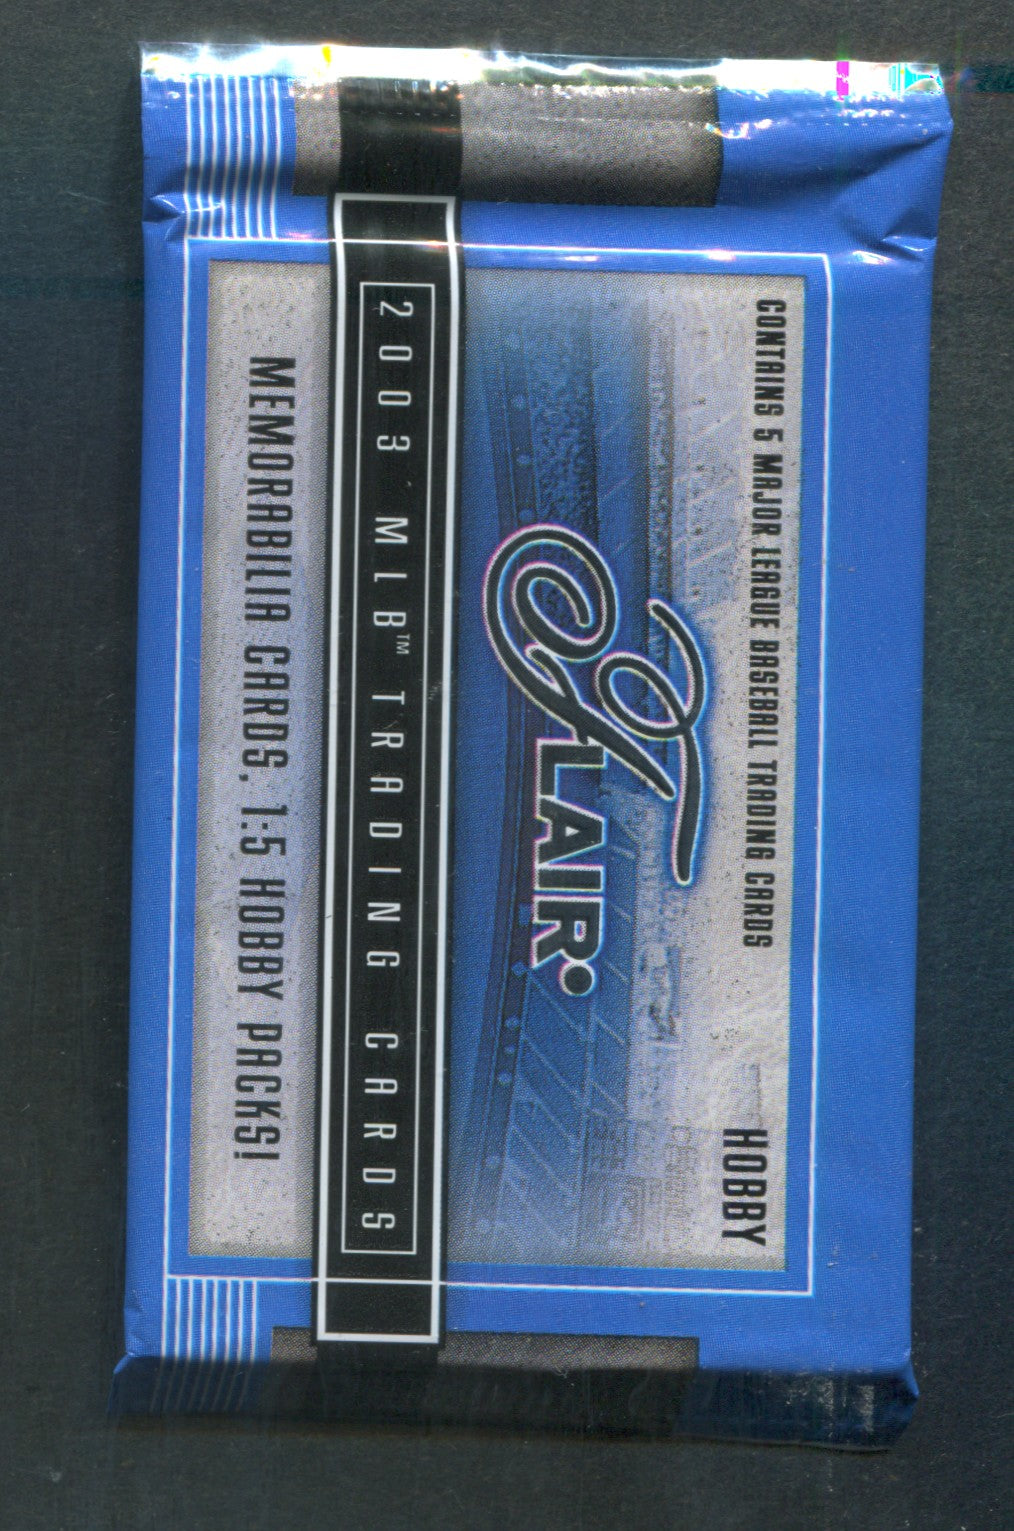 CONTAINS 5 MAJOR LEAGUE BASEBALL TRADING CARDS
HOBBY
FLAIR
2003 MLB™ TRADING CARDS
MEMORABILIA CARDS. 1:5 HOBBY PACKS!